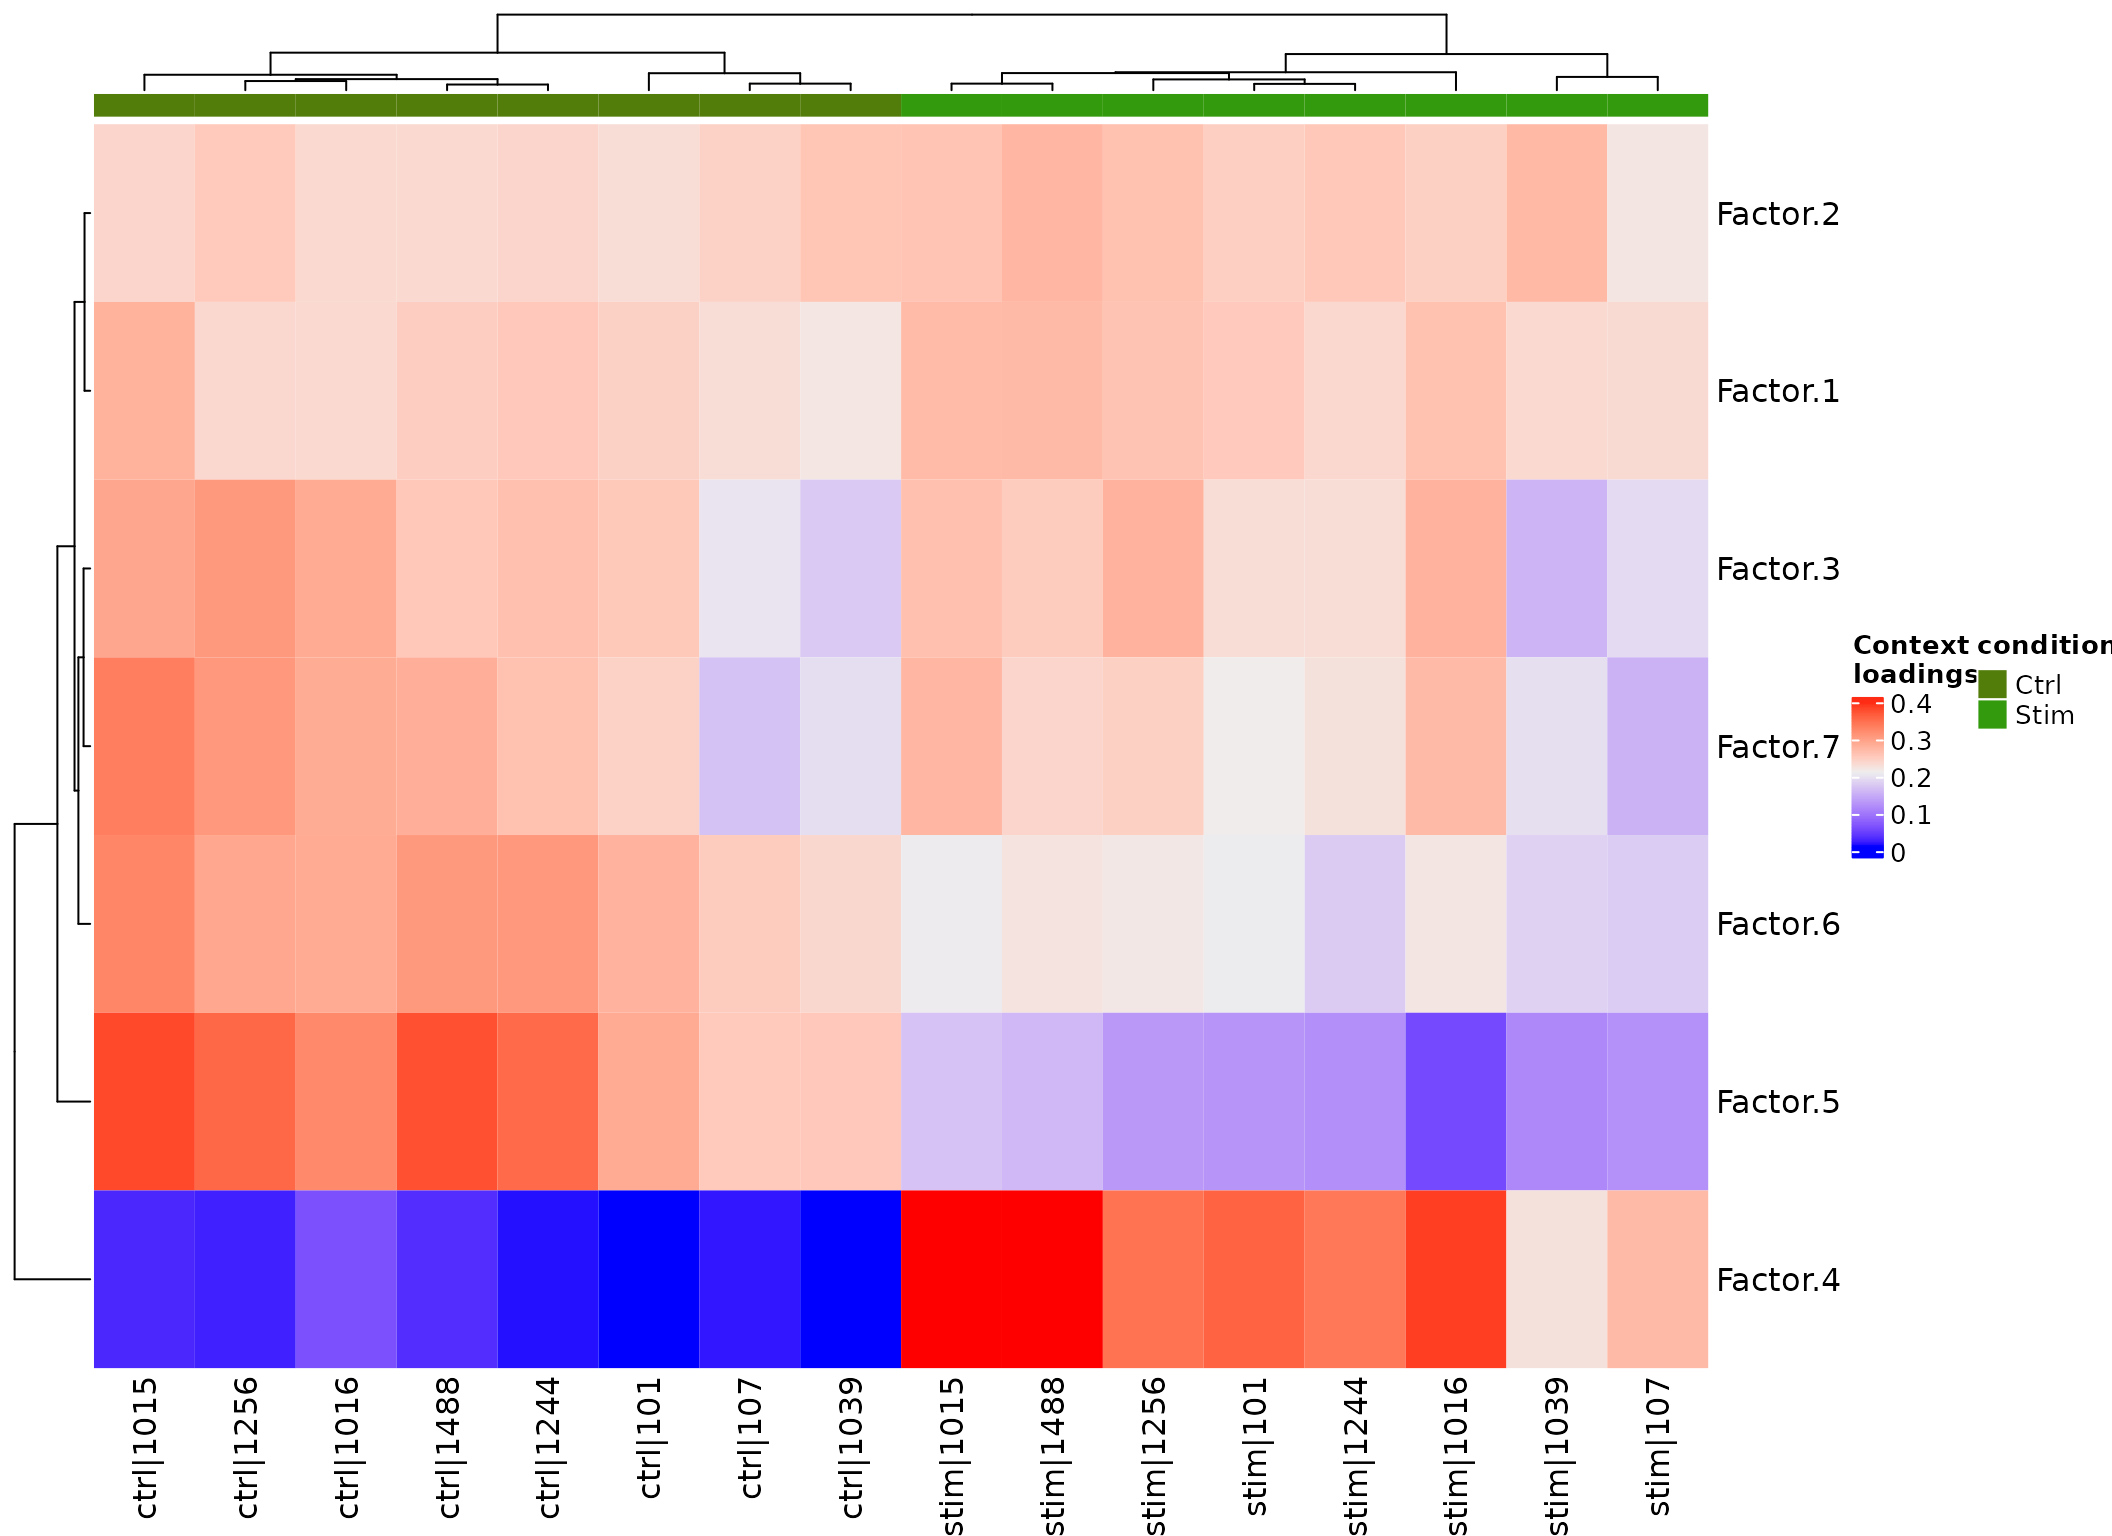 Factor.2
Factor.1
Factor.3
Factor.7
Factor.6
Factor.5
Factor.4
Context
loadings
0.4
0.3
0.2
0.1
0
condition
Ctrl
Stim
ctrl|1015
ctrl|1256
ctrl|1016
ctrl|1488
ctrl|1244
ctrl|101
ctrl|107
ctrl|1039
stim|1015
stim|1488
stim|1256
stim|101
stim|1244
stim|1016
stim|1039
stim|107